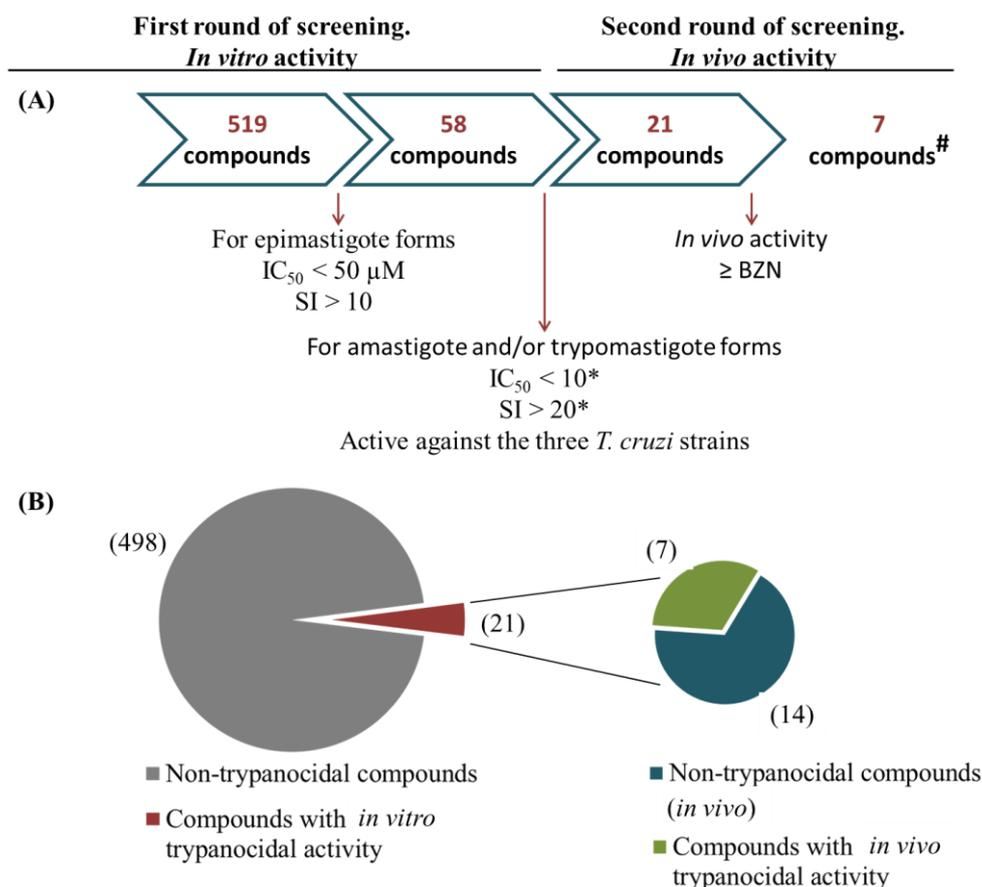 First round of screening.
In vitro activity
Second round of screening.
In vivo activity
(A)
519
compounds
58
compounds
21
compounds
7
compounds#
For epimastigote forms
IC50 < 50 µM
SI > 10
In vivo activity
≥ BZN
For amastigote and/or trypomastigote forms
IC50 < 10*
SI > 20*
Active against the three T. cruzi strains
(B)
(498)
(21)
(7)
(14)
Non-trypanocidal compounds
Compounds with in vitro
trypanocidal activity
Non-trypanocidal compounds
(in vivo)
Compounds with in vivo
trypanocidal activity